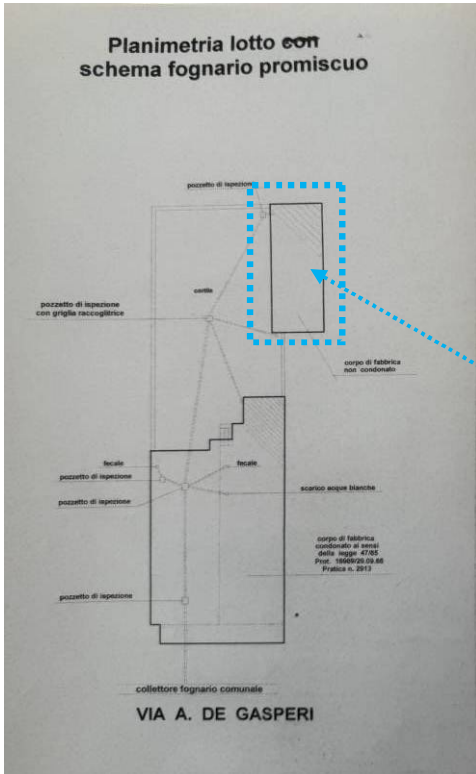 Planimetria lotto con
schema fognario promiscuo
pozzetto di ispezione
cortile
pozzetto di ispezione
con griglia raccoglitrice
corpo di fabbrica
non condonato
fecale
fecale
pozzetto di ispezione
pozzetto di ispezione
scarico acque bianche
corpo di fabbrica
condonato ai sensi
della legge 47/85
Pratica n. 2913
pozzetto di ispezione
collettore fognario comunale
VIA A. DE GASPERI